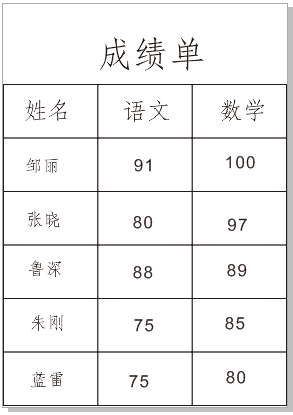 成绩单
姓名 语文 数学
邹丽 91 100
张晓 80 97
鲁深 88 89
朱刚 75 85
蓝雷 75 80